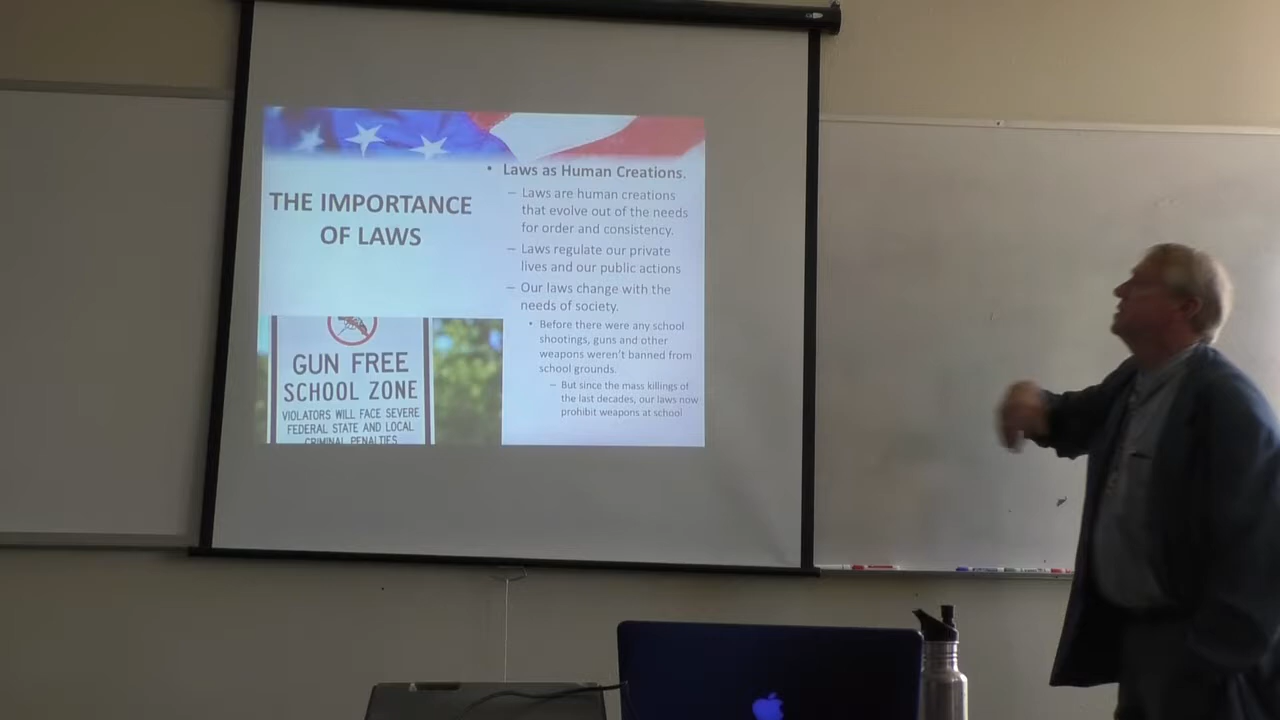 THE IMPORTANCE
OF LAWS
• Laws as Human Creations.
– Laws are human creations
that evolve out of the needs
for order and consistency.
– Laws regulate our private
lives and our public actions
– Our laws change with the
needs of society.
• Before there were any school
shootings, guns and other
weapons weren't banned from
school grounds.
– But since the mass killings of
the last decades, our laws now
prohibit weapons at school
GUN FREE
SCHOOL ZONE
VIOLATORS WILL FACE SEVERE
FEDERAL STATE AND LOCAL
CRIMINAL PENALTIES